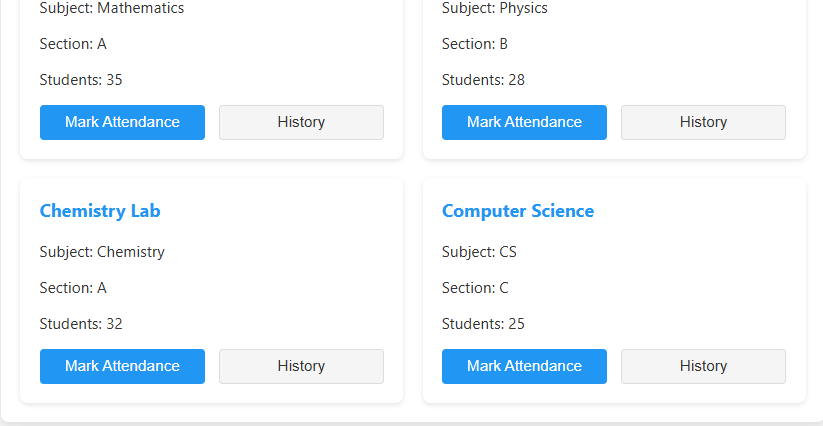 Subject: Mathematics
Section: A
Students: 35
Mark Attendance
History
Subject: Physics
Section: B
Students: 28
Mark Attendance
History
Chemistry Lab
Subject: Chemistry
Section: A
Students: 32
Mark Attendance
History
Computer Science
Subject: CS
Section: C
Students: 25
Mark Attendance
History